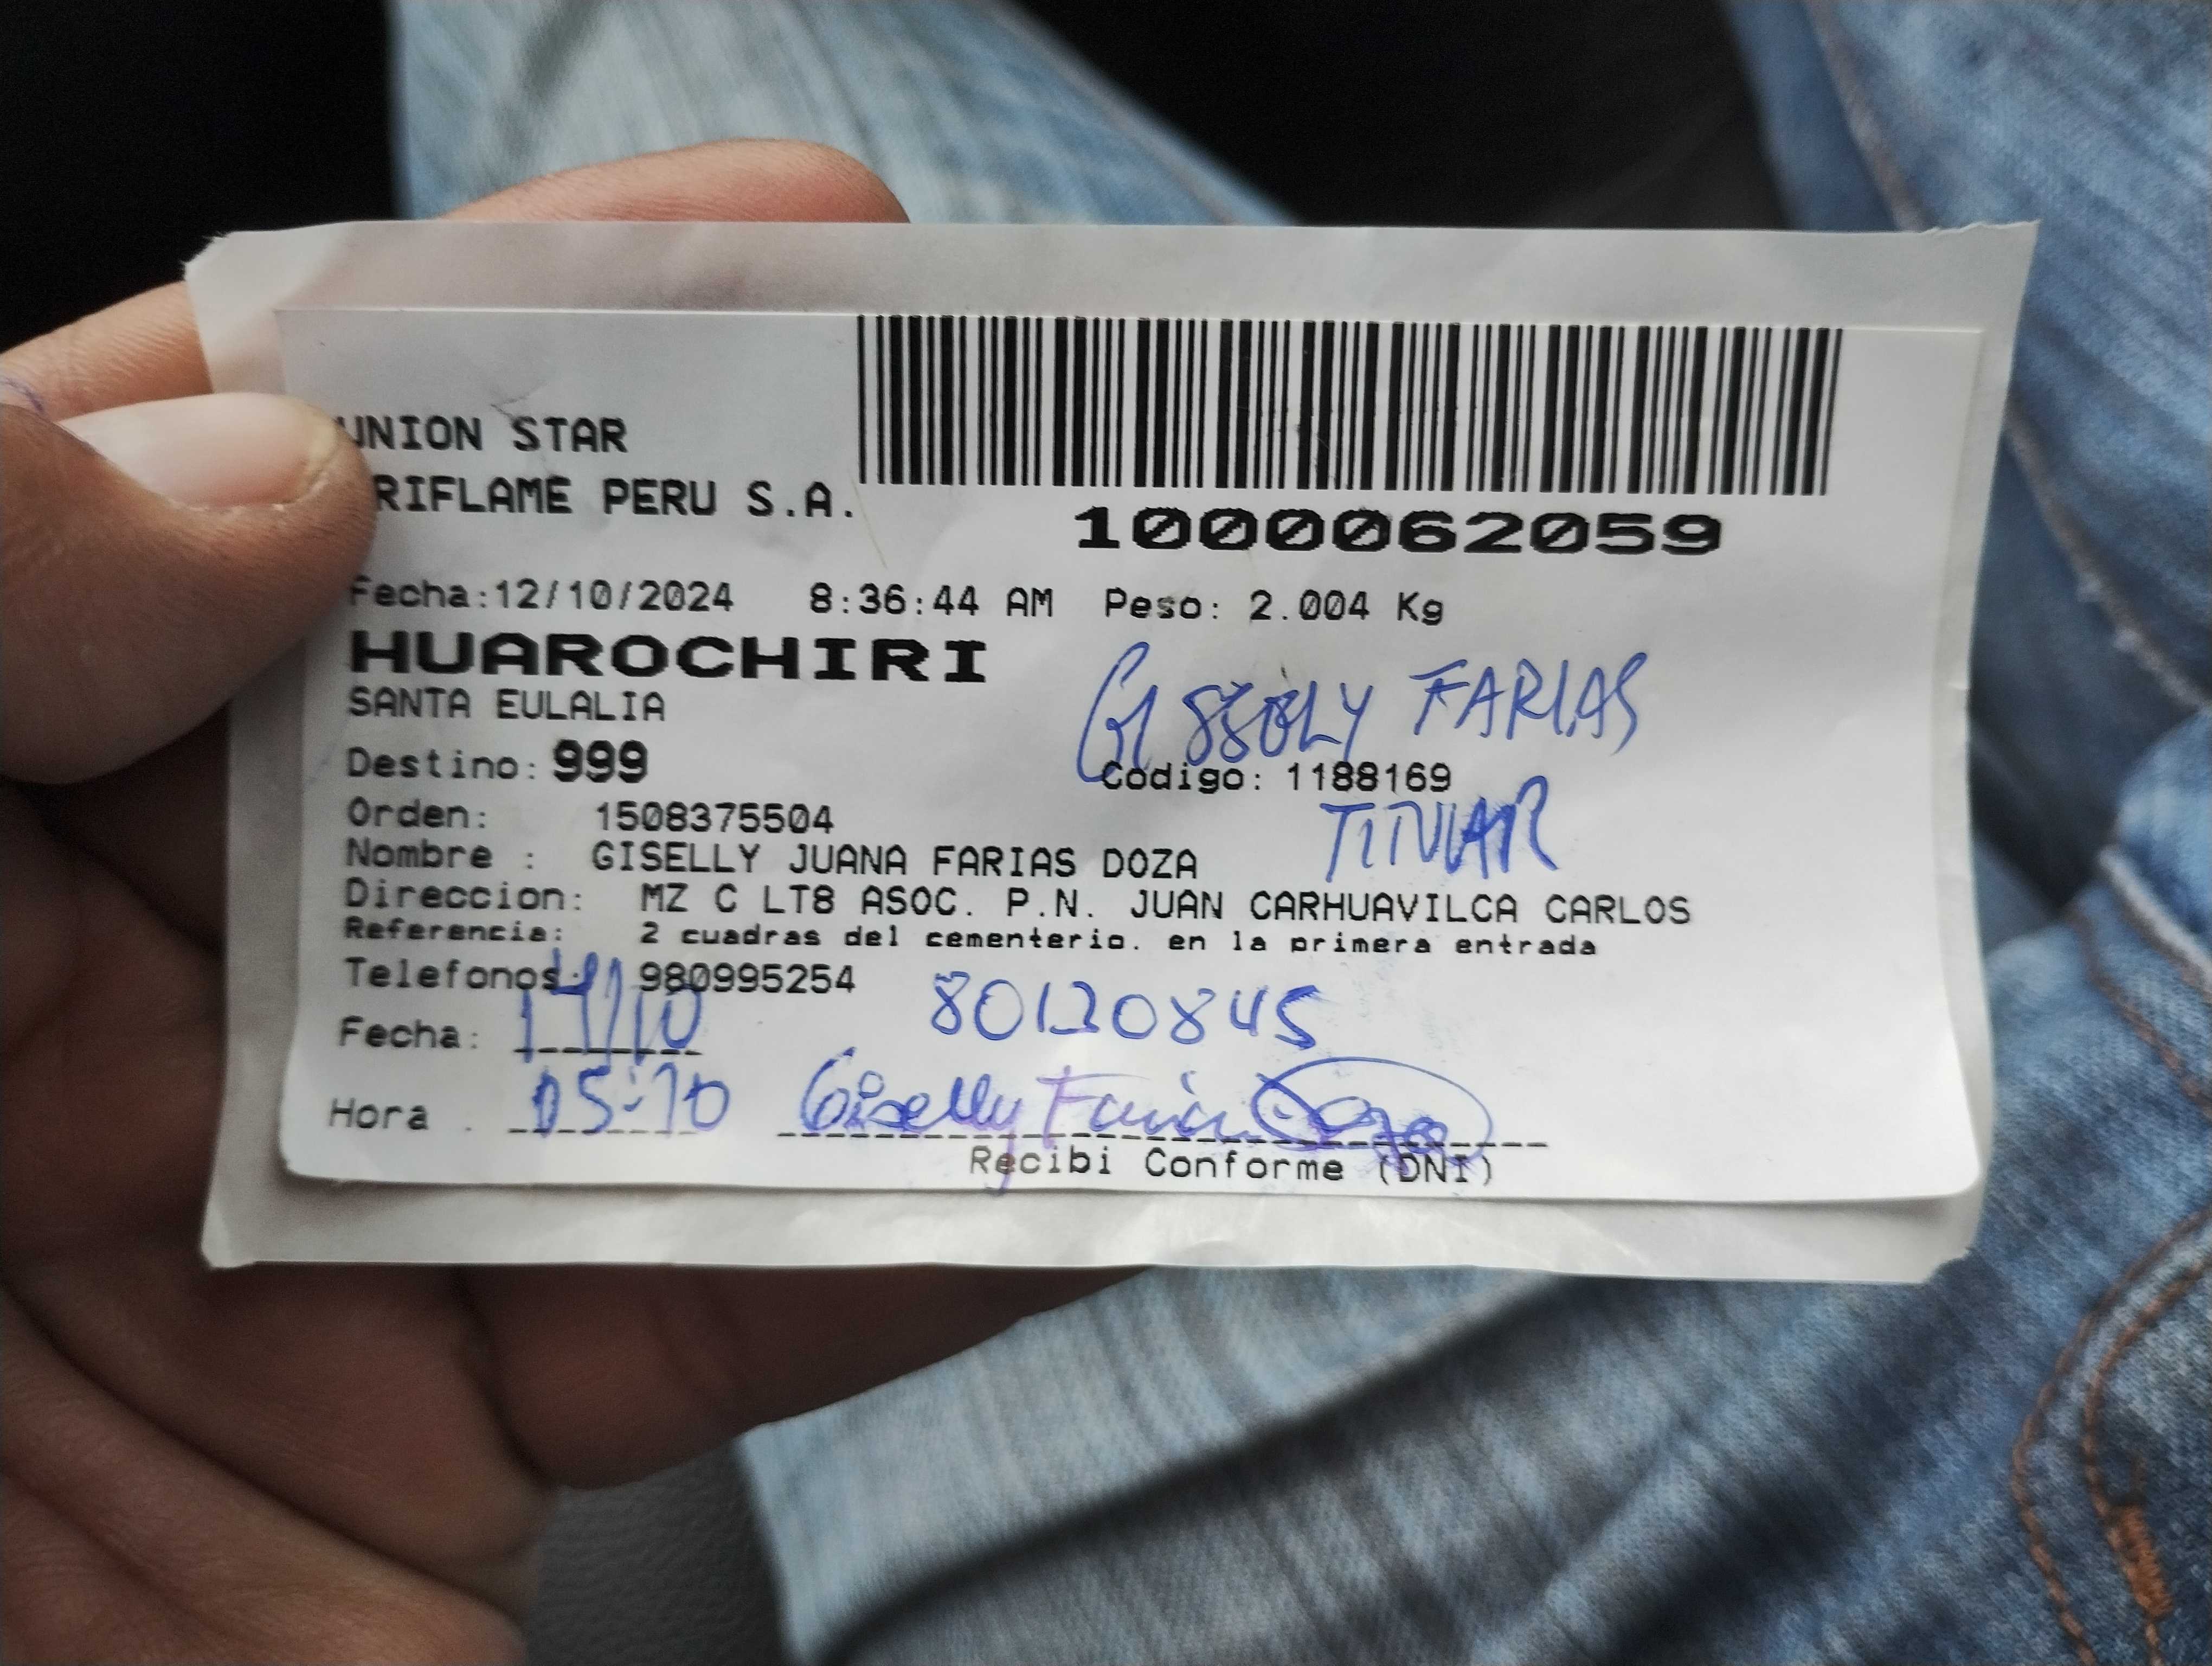 UNION STAR
RIFLAME PERU S.A.
1000062059
Fecha:12/10/2024 8:36:44 AM Peso: 2.004 Kg
HUAROCHIRI
SANTA EULALIA
GISSELY FARIAS
Destino: 999 Codigo: 1188169
Orden: 1508375504
Nombre : GISELLY JUANA FARIAS DOZA
Direccion: MZ C LT8 ASOC. P.N. JUAN CARHUAVILCA CARLOS
Referencia: 2 cuadras del cementerio. en la primera entrada
Telefonos: 980995254
Fecha: 14/10 80120845
Hora . Giselly Farias Doza
Recibi Conforme (DNI)